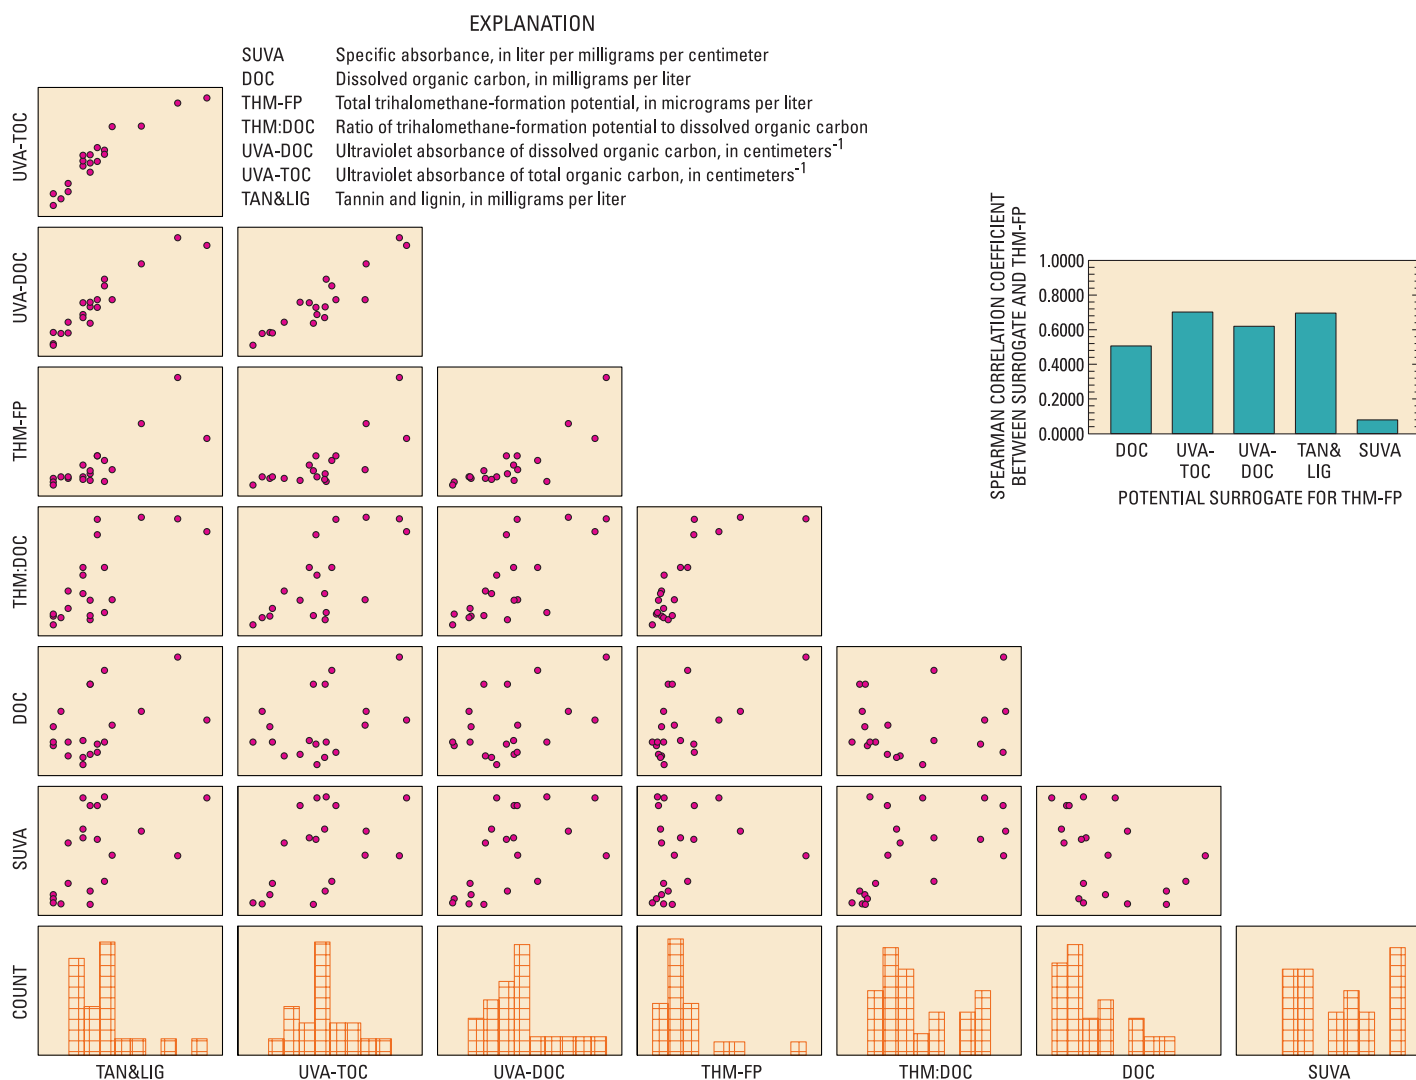 EXPLANATION
SUVA Specific absorbance, in liter per milligrams per centimeter
DOC Dissolved organic carbon, in milligrams per liter
THM-FP Total trihalomethane-formation potential, in micrograms per liter
THM:DOC Ratio of trihalomethane-formation potential to dissolved organic carbon
UVA-DOC Ultraviolet absorbance of dissolved organic carbon, in centimeters-1
UVA-TOC Ultraviolet absorbance of total organic carbon, in centimeters-1
TAN&LIG Tannin and lignin, in milligrams per liter
UVA-TOC
UVA-DOC
THM-FP
THM:DOC
DOC
SUVA
COUNT
TAN&LIG
UVA-TOC
UVA-DOC
THM-FP
THM:DOC
DOC
SUVA
SPEARMAN CORRELATION COEFFICIENT
BETWEEN SURROGATE AND THM-FP
1.0000
0.8000
0.6000
0.4000
0.2000
0.0000
DOC
UVA-
TOC
UVA-
DOC
TAN&
LIG
SUVA
POTENTIAL SURROGATE FOR THM-FP